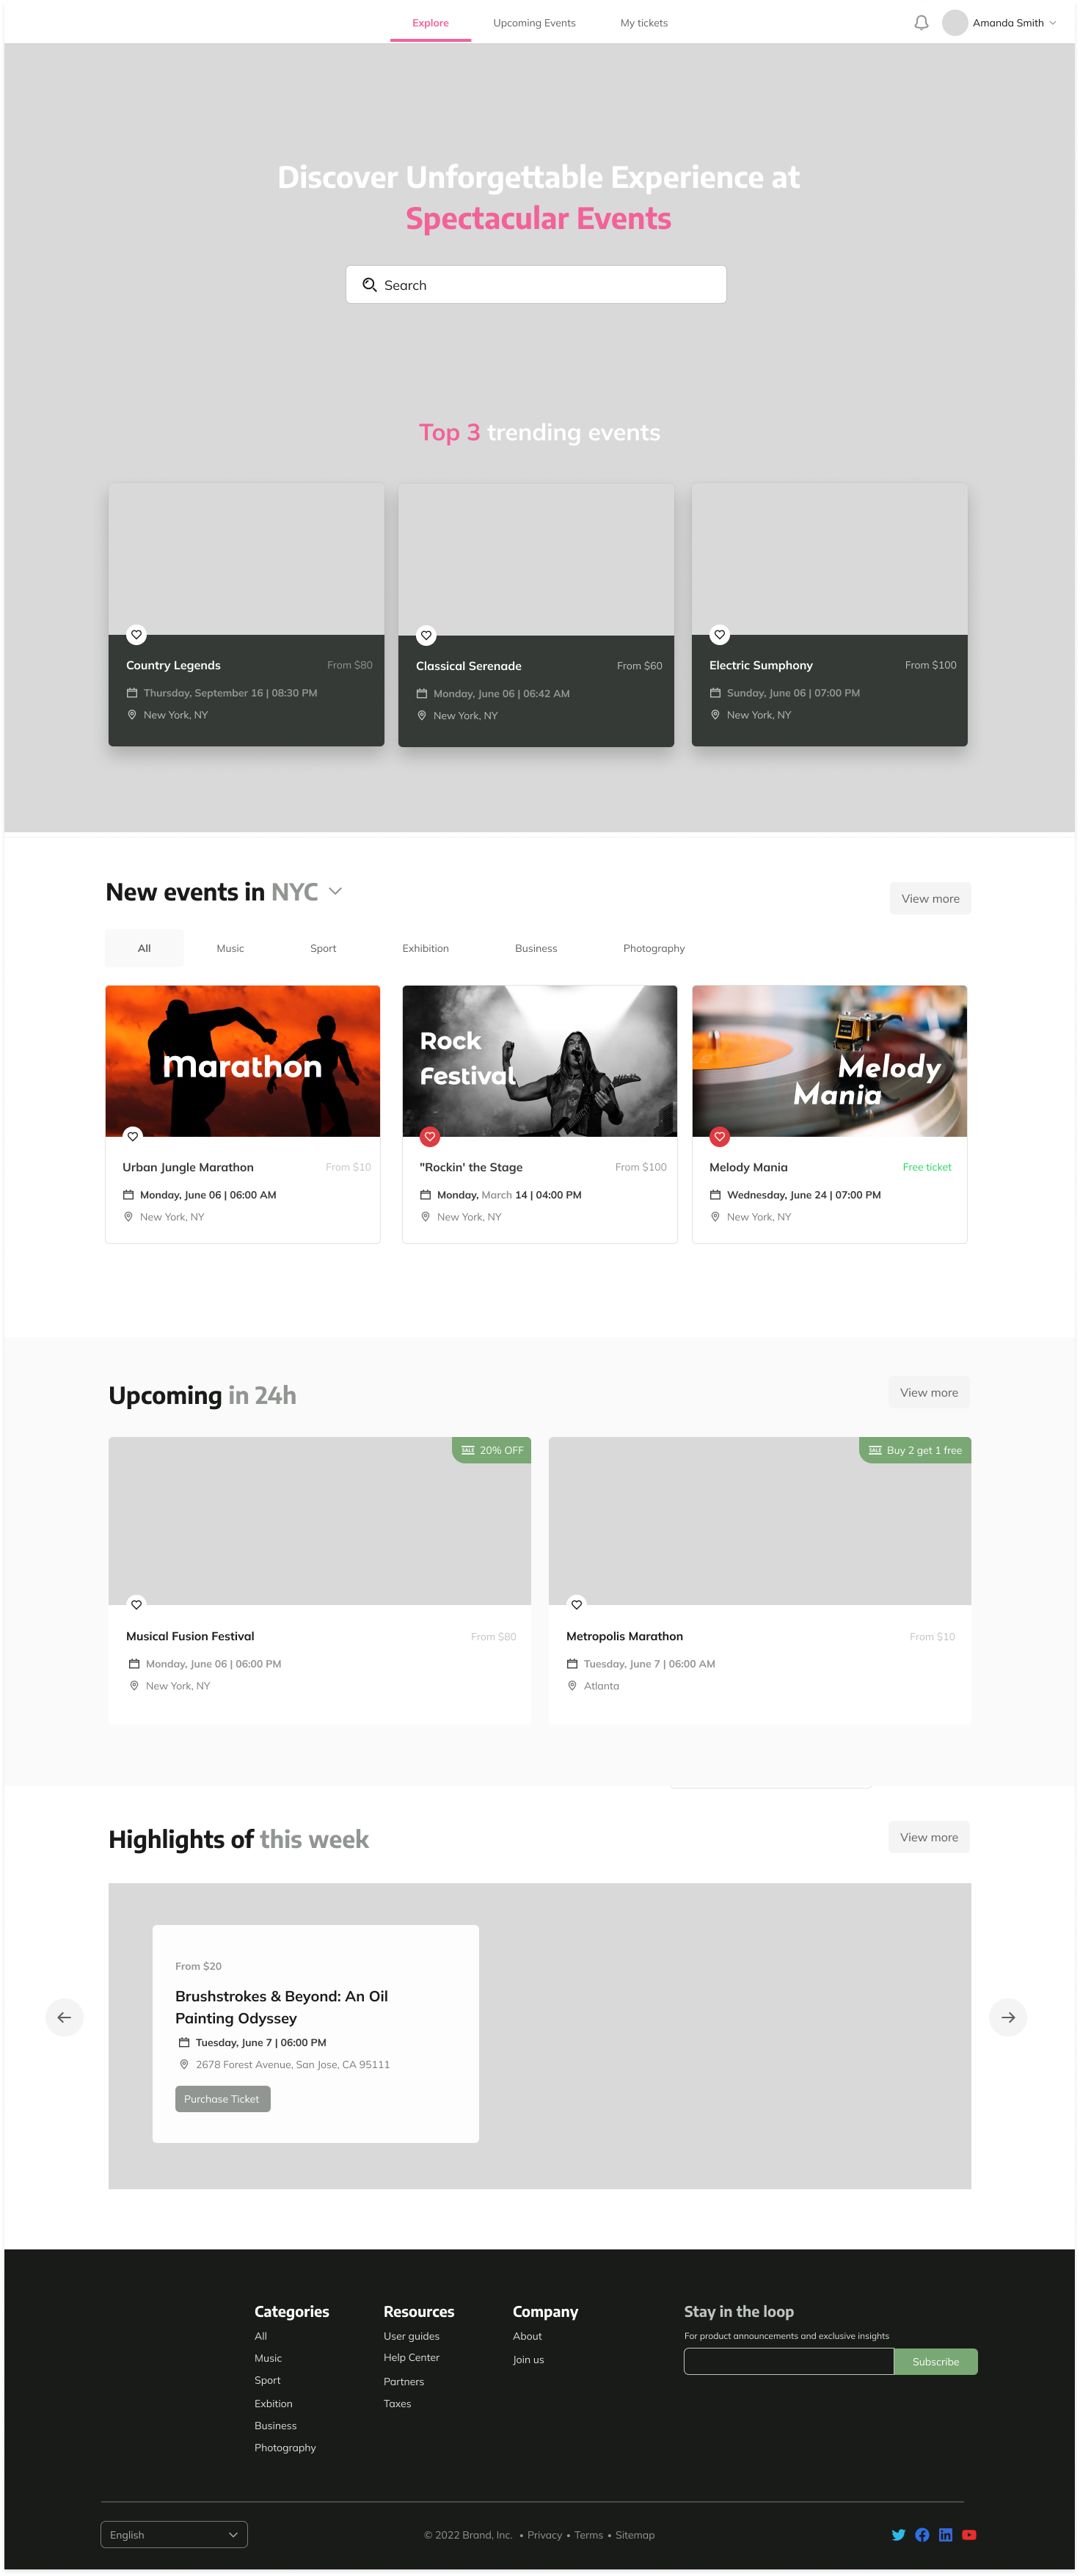 Explore Upcoming Events My tickets Amanda Smith
Discover Unforgettable Experience at
Spectacular Events
Search
Top 3 trending events
Country Legends From $80
Thursday, September 16 | 08:30 PM
New York, NY
Classical Serenade From $60
Monday, June 06 | 06:42 AM
New York, NY
Electric Sumphony From $100
Sunday, June 06 | 07:00 PM
New York, NY
New events in NYC
View more
All Music Sport Exhibition Business Photography
Marathon
Urban Jungle Marathon From $10
Monday, June 06 | 06:00 AM
New York, NY
Rock
Festival
"Rockin' the Stage From $100
Monday, March 14 | 04:00 PM
New York, NY
Melody
Mania
Melody Mania Free ticket
Wednesday, June 24 | 07:00 PM
New York, NY
Upcoming in 24h
View more
SALE 20% OFF
Musical Fusion Festival From $80
Monday, June 06 | 06:00 PM
New York, NY
SALE Buy 2 get 1 free
Metropolis Marathon From $10
Tuesday, June 7 | 06:00 AM
Atlanta
Highlights of this week
View more
From $20
Brushstrokes & Beyond: An Oil
Painting Odyssey
Tuesday, June 7 | 06:00 PM
2678 Forest Avenue, San Jose, CA 95111
Purchase Ticket
Categories
All
Music
Sport
Exbition
Business
Photography
Resources
User guides
Help Center
Partners
Taxes
Company
About
Join us
Stay in the loop
For product announcements and exclusive insights
Subscribe
English
© 2022 Brand, Inc. • Privacy • Terms • Sitemap